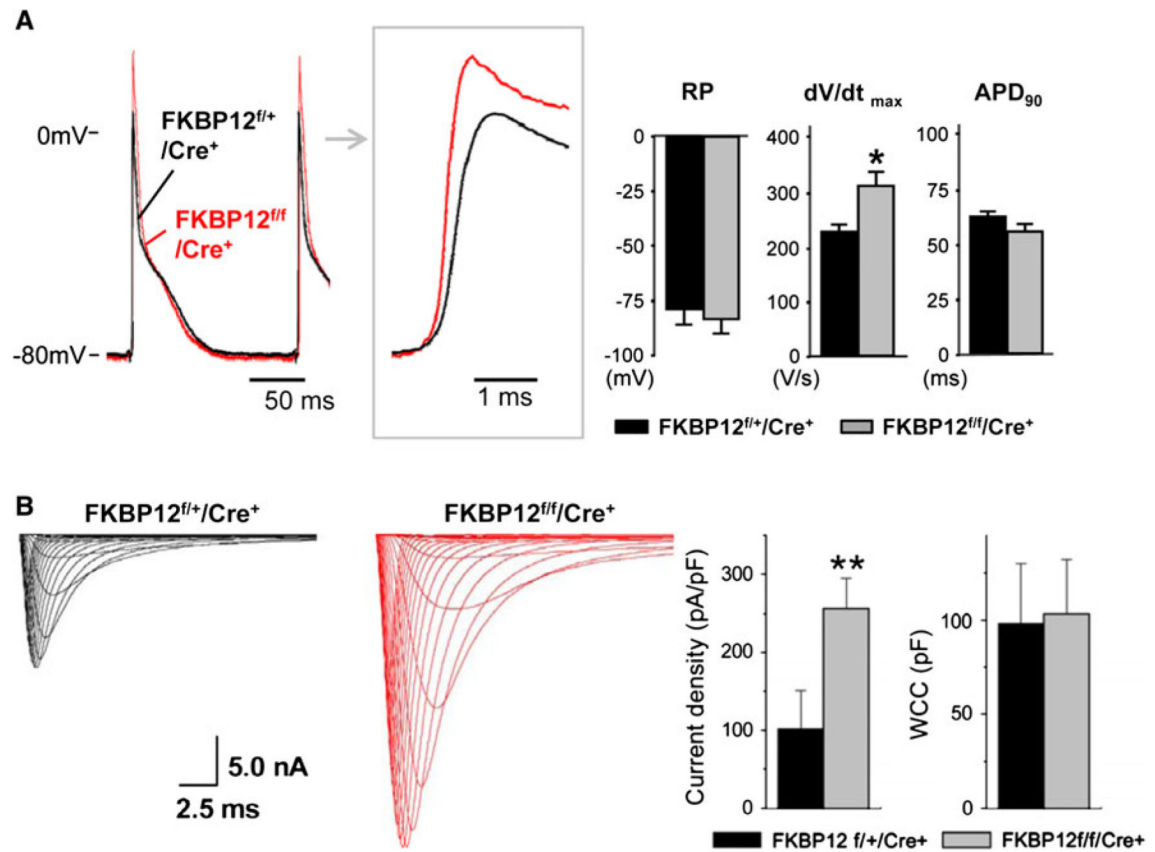 A
0mV
FKBP12f/+
/Cre+
FKBP12f/f
/Cre+
-80mV
50 ms
1 ms
RP
0
-25
-50
-75
-100
(mV)
dV/dt max
400
300
200
100
0
(V/s)
*
APD90
100
75
50
25
0
(ms)
FKBP12f/+/Cre+
FKBP12f/f/Cre+
B
FKBP12f/+/Cre+
FKBP12f/f/Cre+
5.0 nA
2.5 ms
Current density (pA/pF)
300
200
100
0
**
WCC (pF)
100
50
0
FKBP12 f/+/Cre+
FKBP12f/f/Cre+